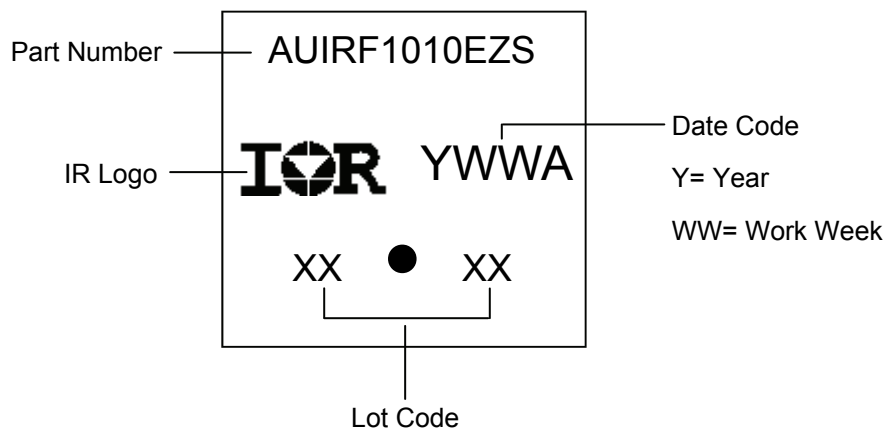 Part Number
AUIRF1010EZS
IR Logo
IOR
YWWA
Date Code
Y= Year
WW= Work Week
XX
XX
Lot Code